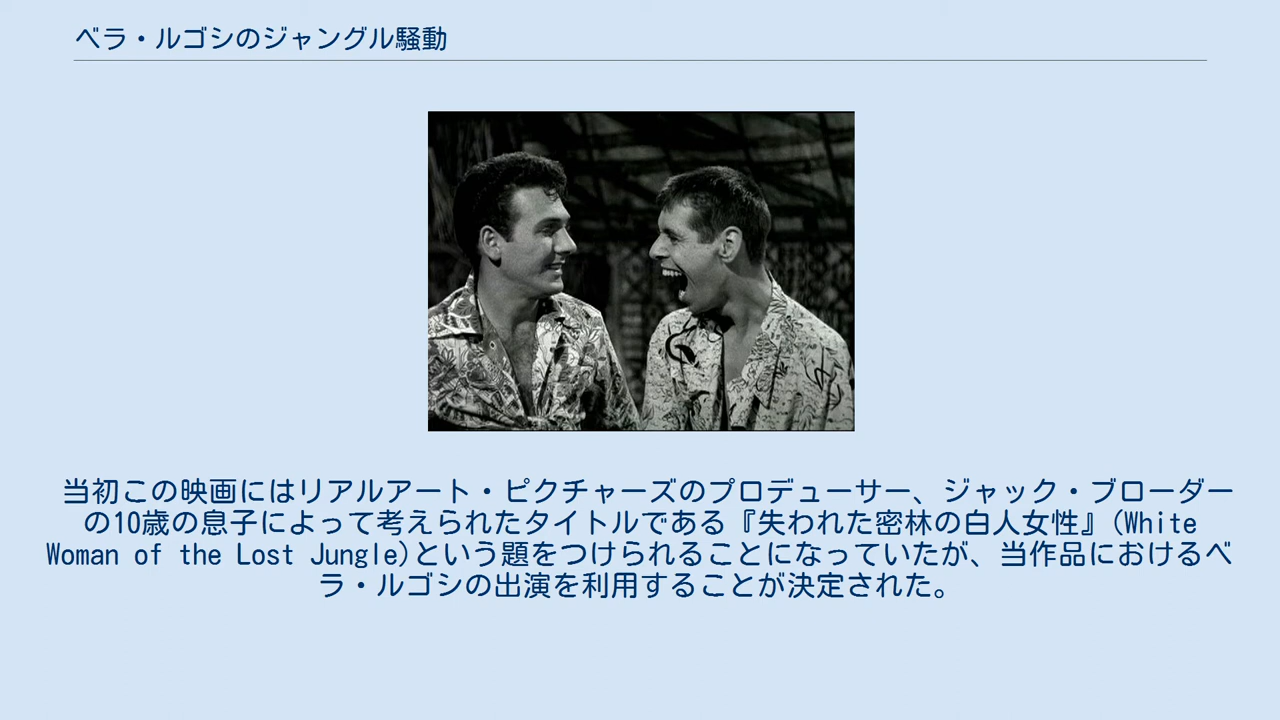 ベラ・ルゴシのジャングル騒動
当初この映画にはリアルアート・ピクチャーズのプロデューサー、ジャック・ブローダー
の10歳の息子によって考えられたタイトルである『失われた密林の白人女性』(White
Woman of the Lost Jungle)という題をつけられることになっていたが、当作品におけるベ
ラ・ルゴシの出演を利用することが決定された。